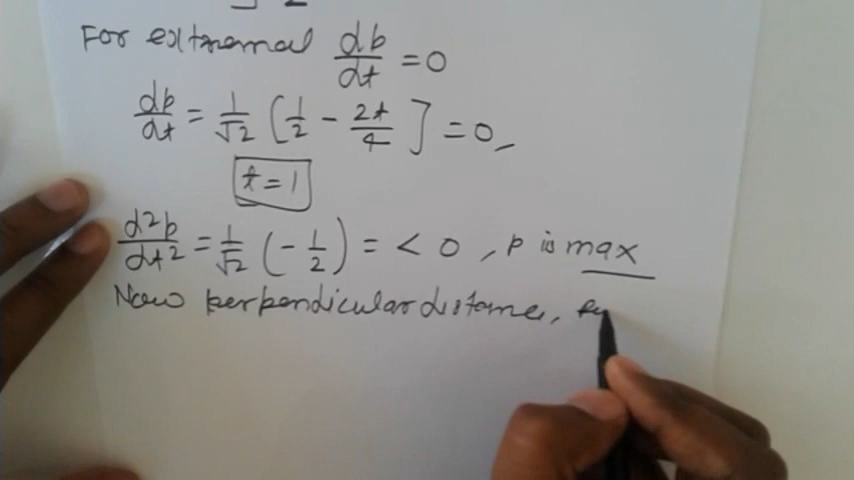 For extremal dp/dt = 0
dp/dt = 1/√2 [1/2 - 2t/4] = 0,
t = 1
d²p/dt² = 1/√2 (-1/2) = < 0, p is max
Now perpendicular distance,